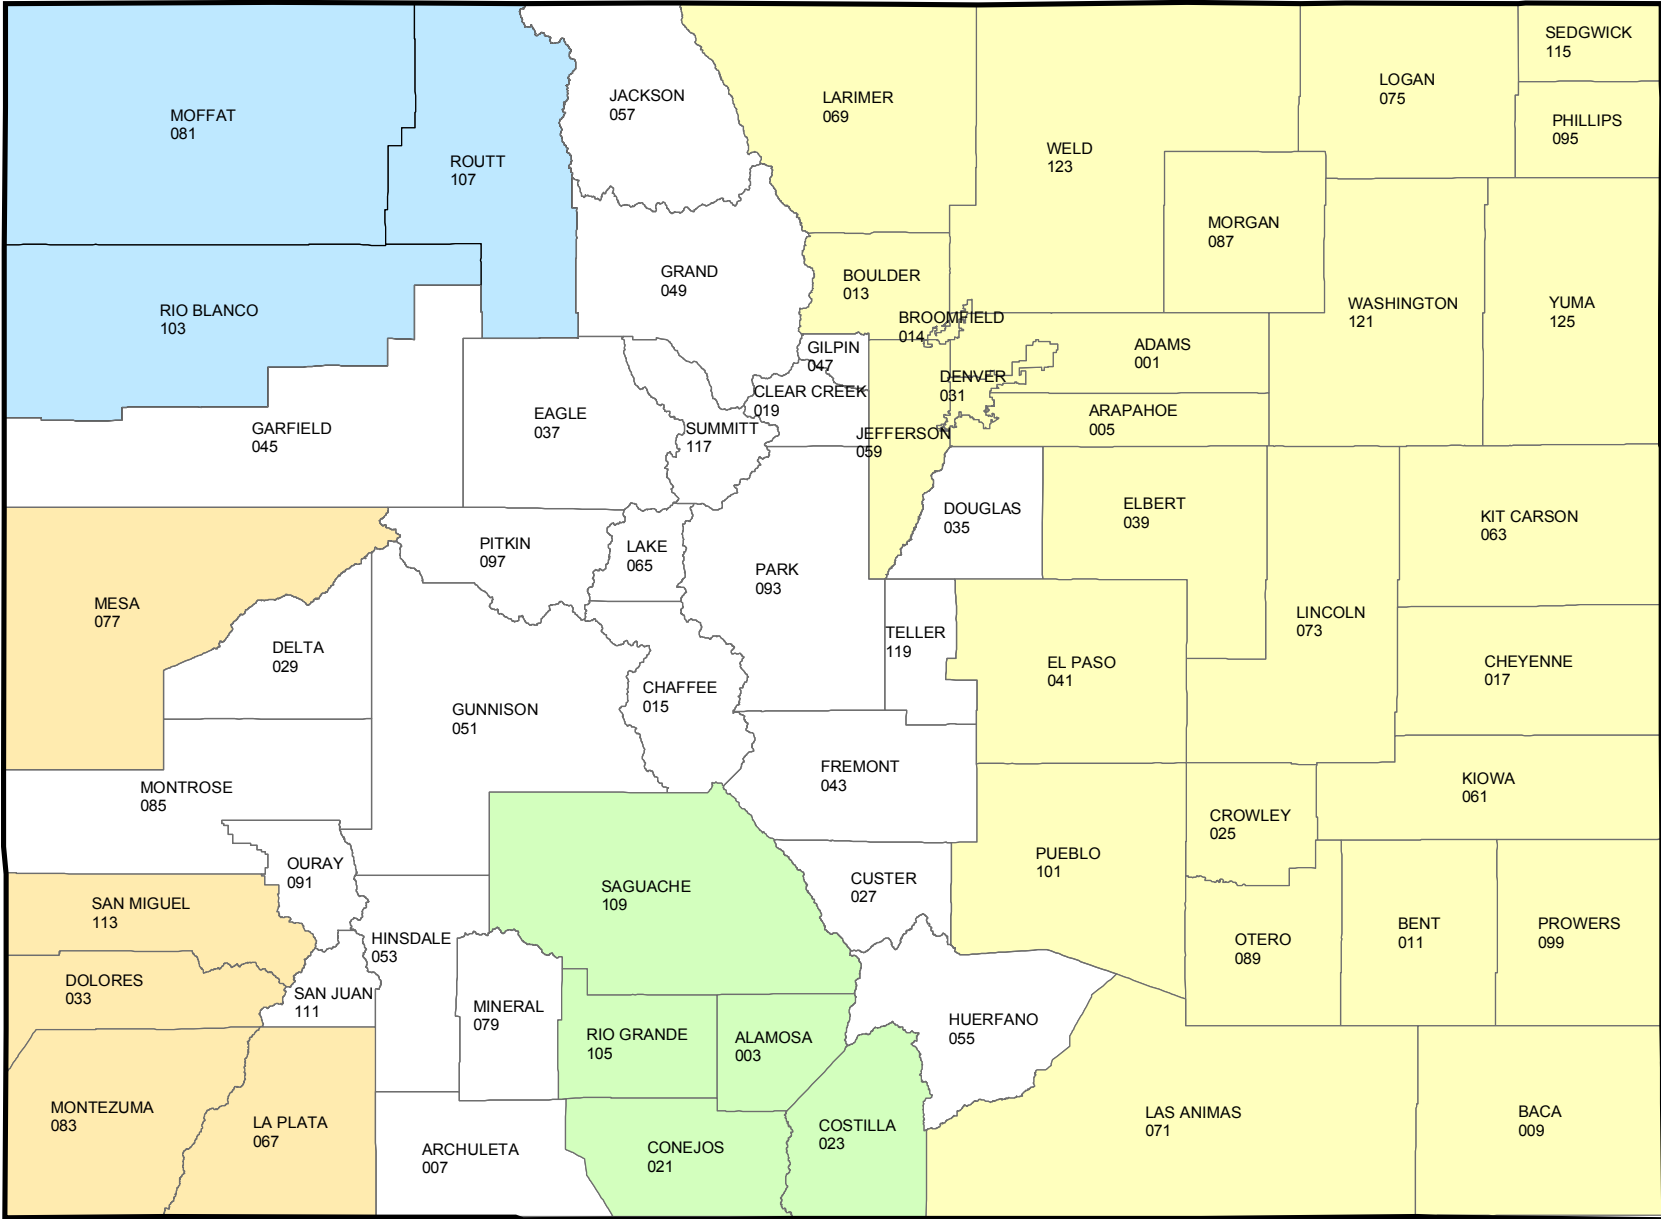 SEDGWICK
115
LOGAN
075
JACKSON
057
LARIMER
069
MOFFAT
081
PHILLIPS
095
WELD
123
ROUTT
107
MORGAN
087
GRAND
049
BOULDER
013
RIO BLANCO
103
WASHINGTON
121
YUMA
125
BROOMFIELD
014
GILPIN
047
ADAMS
001
DENVER
031
CLEAR CREEK
019
ARAPAHOE
005
EAGLE
037
GARFIELD
045
SUMMITT
117
JEFFERSON
059
DOUGLAS
035
ELBERT
039
KIT CARSON
063
PITKIN
097
LAKE
065
PARK
093
MESA
077
LINCOLN
073
TELLER
119
DELTA
029
EL PASO
041
CHEYENNE
017
CHAFFEE
015
GUNNISON
051
FREMONT
043
KIOWA
061
MONTROSE
085
CROWLEY
025
PUEBLO
101
OURAY
091
SAGUACHE
109
CUSTER
027
SAN MIGUEL
113
BENT
011
PROWERS
099
HINSDALE
053
OTERO
089
DOLORES
033
SAN JUAN
111
MINERAL
079
HUERFANO
055
RIO GRANDE
105
ALAMOSA
003
MONTEZUMA
083
LA PLATA
067
LAS ANIMAS
071
BACA
009
COSTILLA
023
ARCHULETA
007
CONEJOS
021